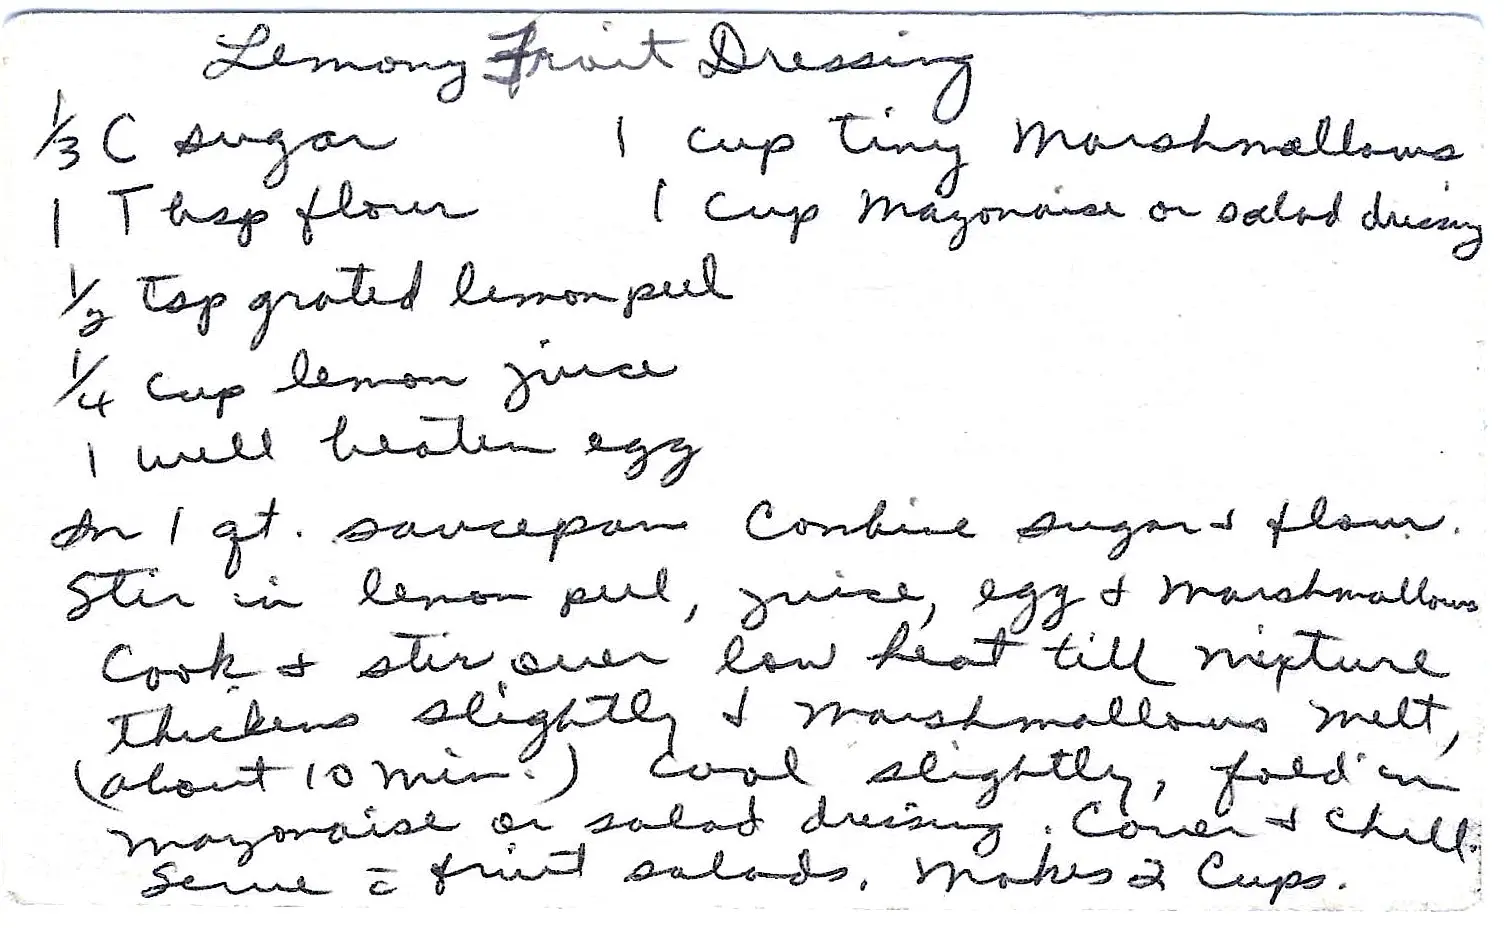 Lemony Fruit Dressing
1/3 C sugar 1 cup tiny Marshmallows
1 Tbsp flour 1 cup Mayonaise or salad dressing
1/2 tsp grated lemon peel
1/4 cup lemon juice
1 well beaten egg
In 1 qt. saucepan Combine sugar & flour.
Stir in lemon peel, juice, egg & Marshmallows
Cook & stir over low heat till mixture
thickens slightly & Marshmallows melt,
(about 10 min.) Cool slightly, fold in
mayonaise or salad dressing. Cover & Chill.
Serve c̄ fruit salads. Makes 2 Cups.